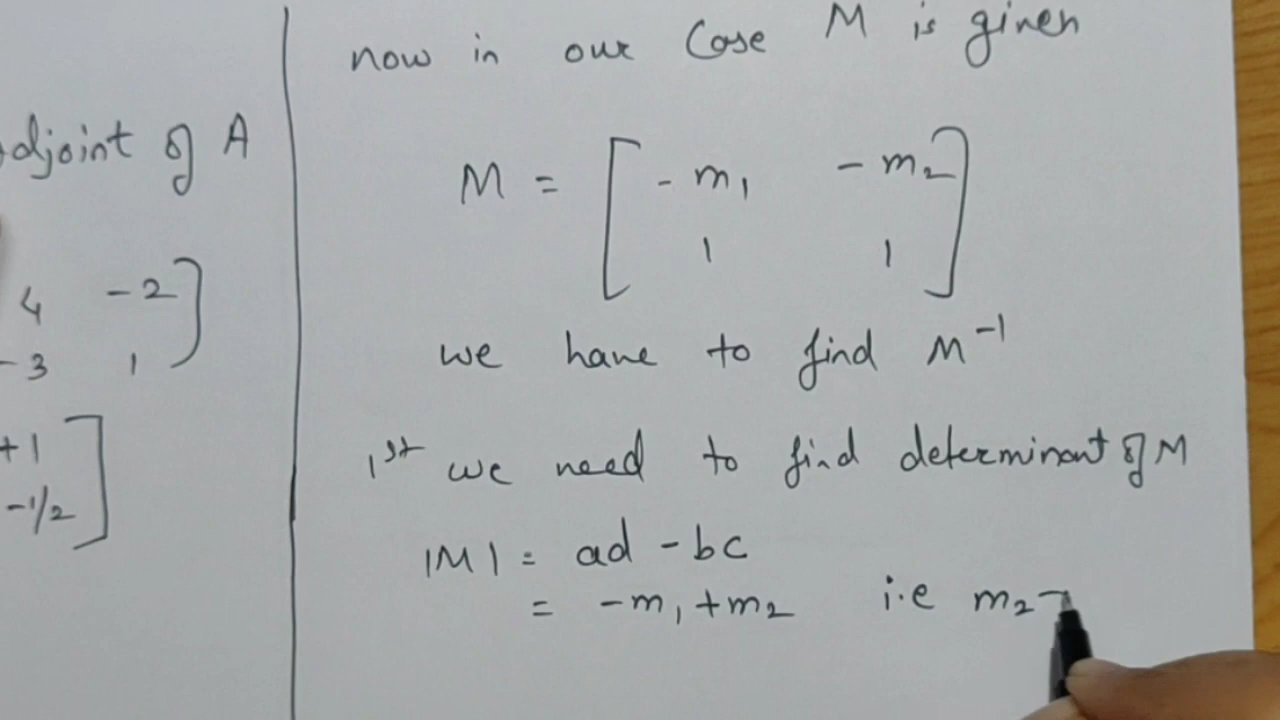 adjoint of A
4 -2
-3 1
+1
-1/2
now in our Case M is given
M = [ -m₁ -m₂
1 1 ]
we have to find M⁻¹
1st we need to find determinant of M
|M| = ad - bc
= -m₁ + m₂ i.e m₂ -